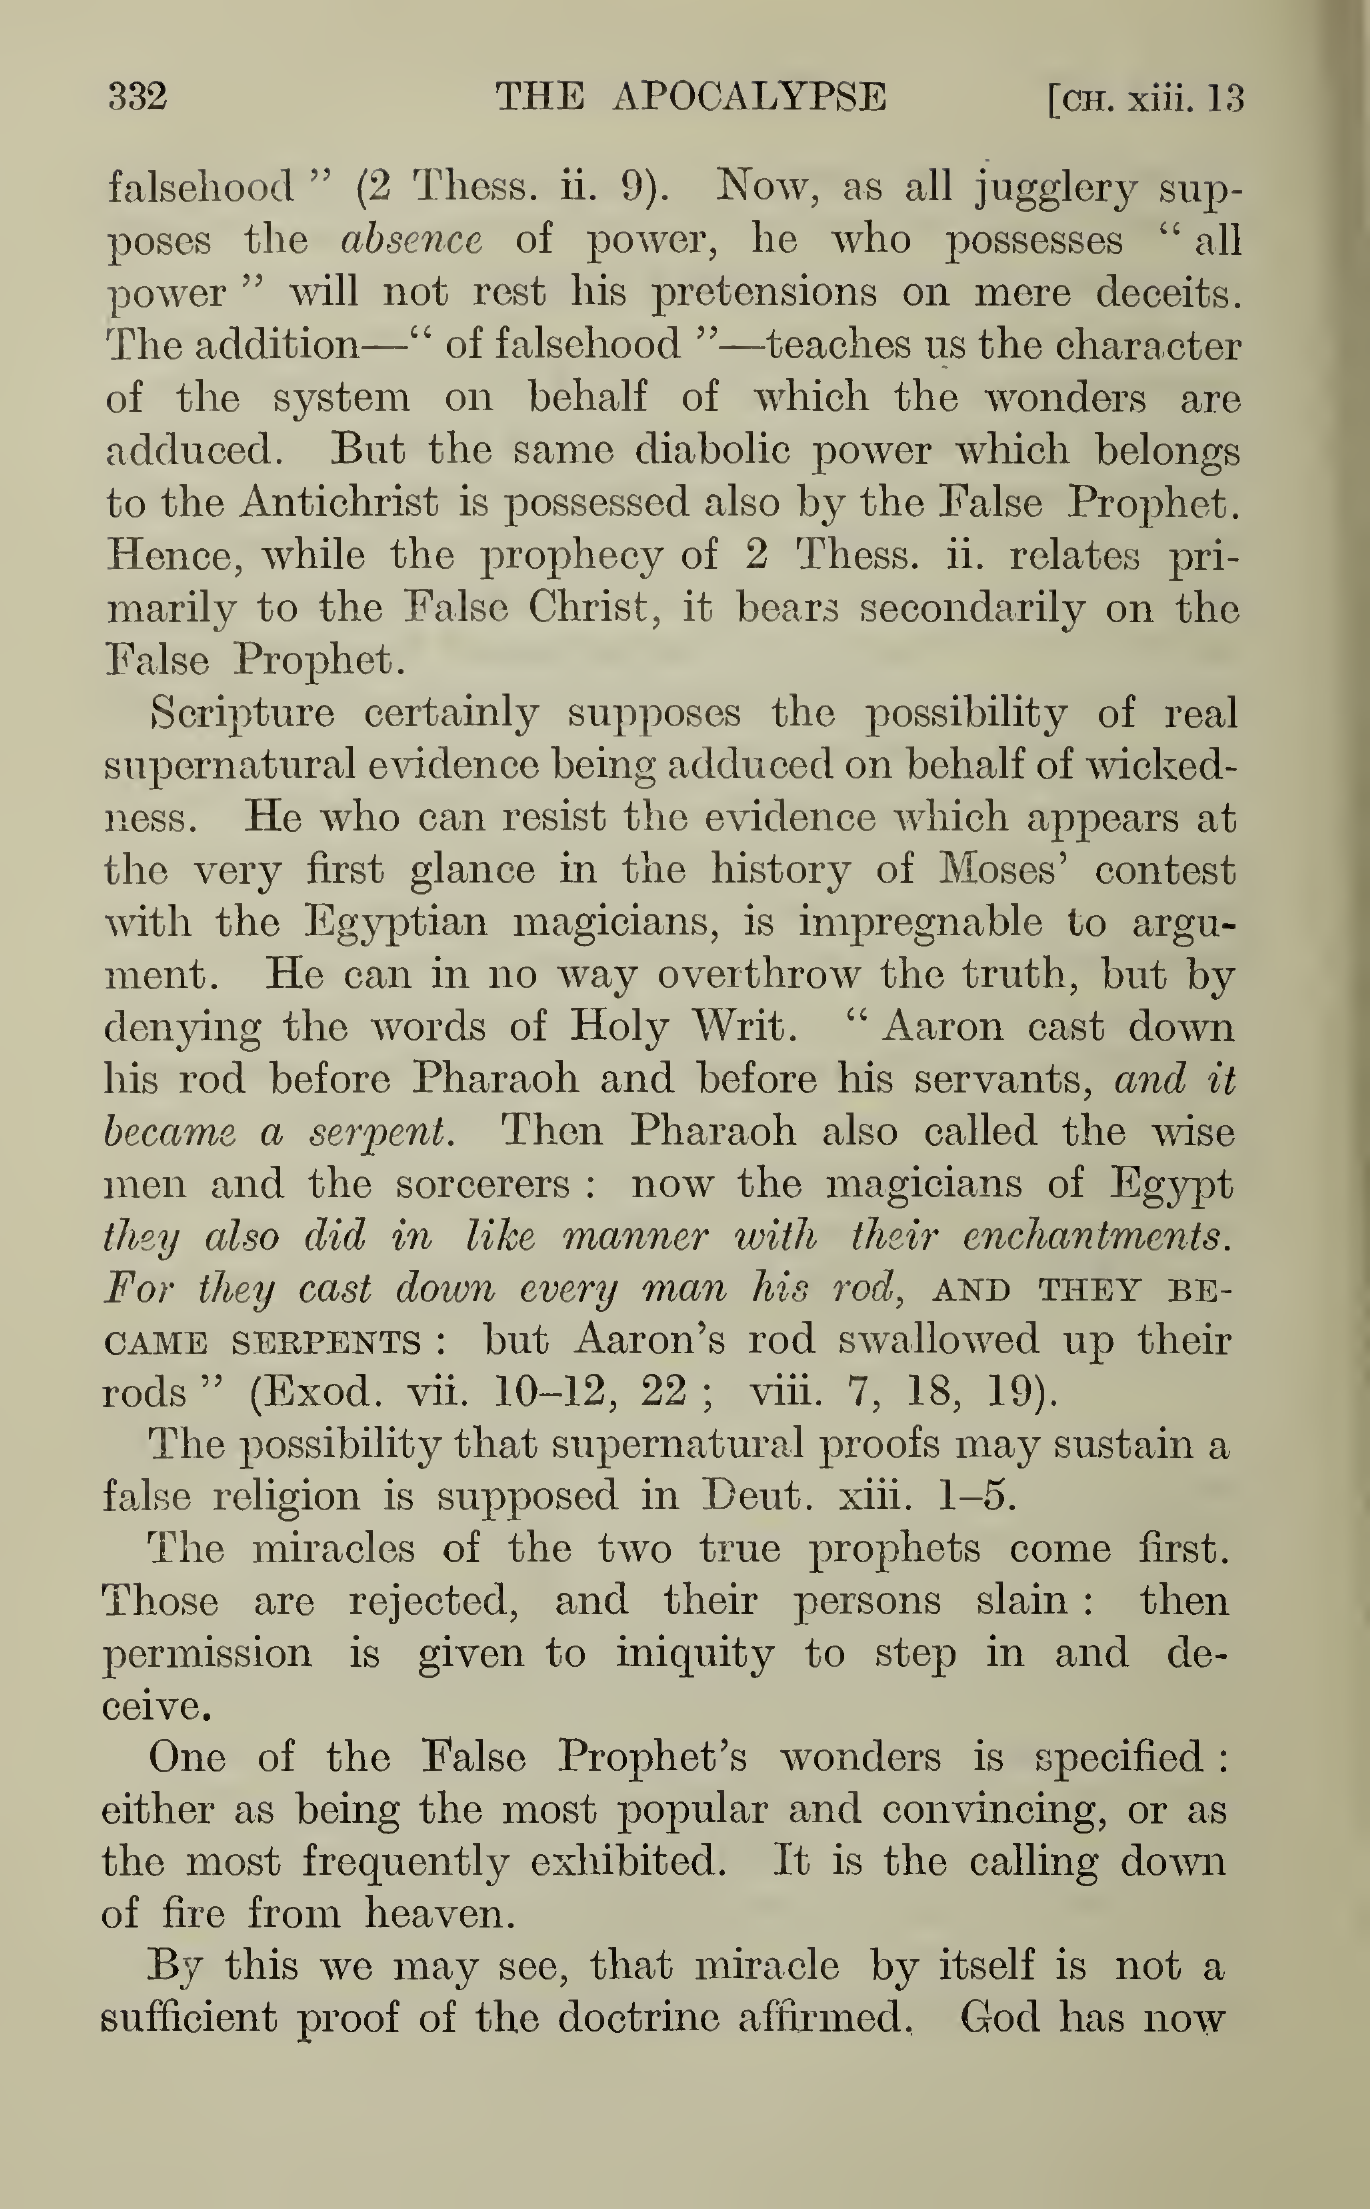 332 THE APOCALYPSE [CH. xiii. 13
falsehood ” (2 Thess. ii. 9). Now, as all jugglery sup-
poses the absence of power, he who possesses “ all
power ” will not rest his pretensions on mere deceits.
The addition—“ of falsehood ”—teaches us the character
of the system on behalf of which the wonders are
adduced. But the same diabolic power which belongs
to the Antichrist is possessed also by the False Prophet.
Hence, while the prophecy of 2 Thess. ii. relates pri-
marily to the False Christ, it bears secondarily on the
False Prophet.
Scripture certainly supposes the possibility of real
supernatural evidence being adduced on behalf of wicked-
ness. He who can resist the evidence which appears at
the very first glance in the history of Moses’ contest
with the Egyptian magicians, is impregnable to argu-
ment. He can in no way overthrow the truth, but by
denying the words of Holy Writ. “ Aaron cast down
his rod before Pharaoh and before his servants, and it
became a serpent. Then Pharaoh also called the wise
men and the sorcerers : now the magicians of Egypt
they also did in like manner with their enchantments.
For they cast down every man his rod, AND THEY BE-
CAME SERPENTS : but Aaron’s rod swallowed up their
rods ” (Exod. vii. 10–12, 22 ; viii. 7, 18, 19).
The possibility that supernatural proofs may sustain a
false religion is supposed in Deut. xiii. 1–5.
The miracles of the two true prophets come first.
Those are rejected, and their persons slain : then
permission is given to iniquity to step in and de-
ceive.
One of the False Prophet’s wonders is specified :
either as being the most popular and convincing, or as
the most frequently exhibited. It is the calling down
of fire from heaven.
By this we may see, that miracle by itself is not a
sufficient proof of the doctrine affirmed. God has now